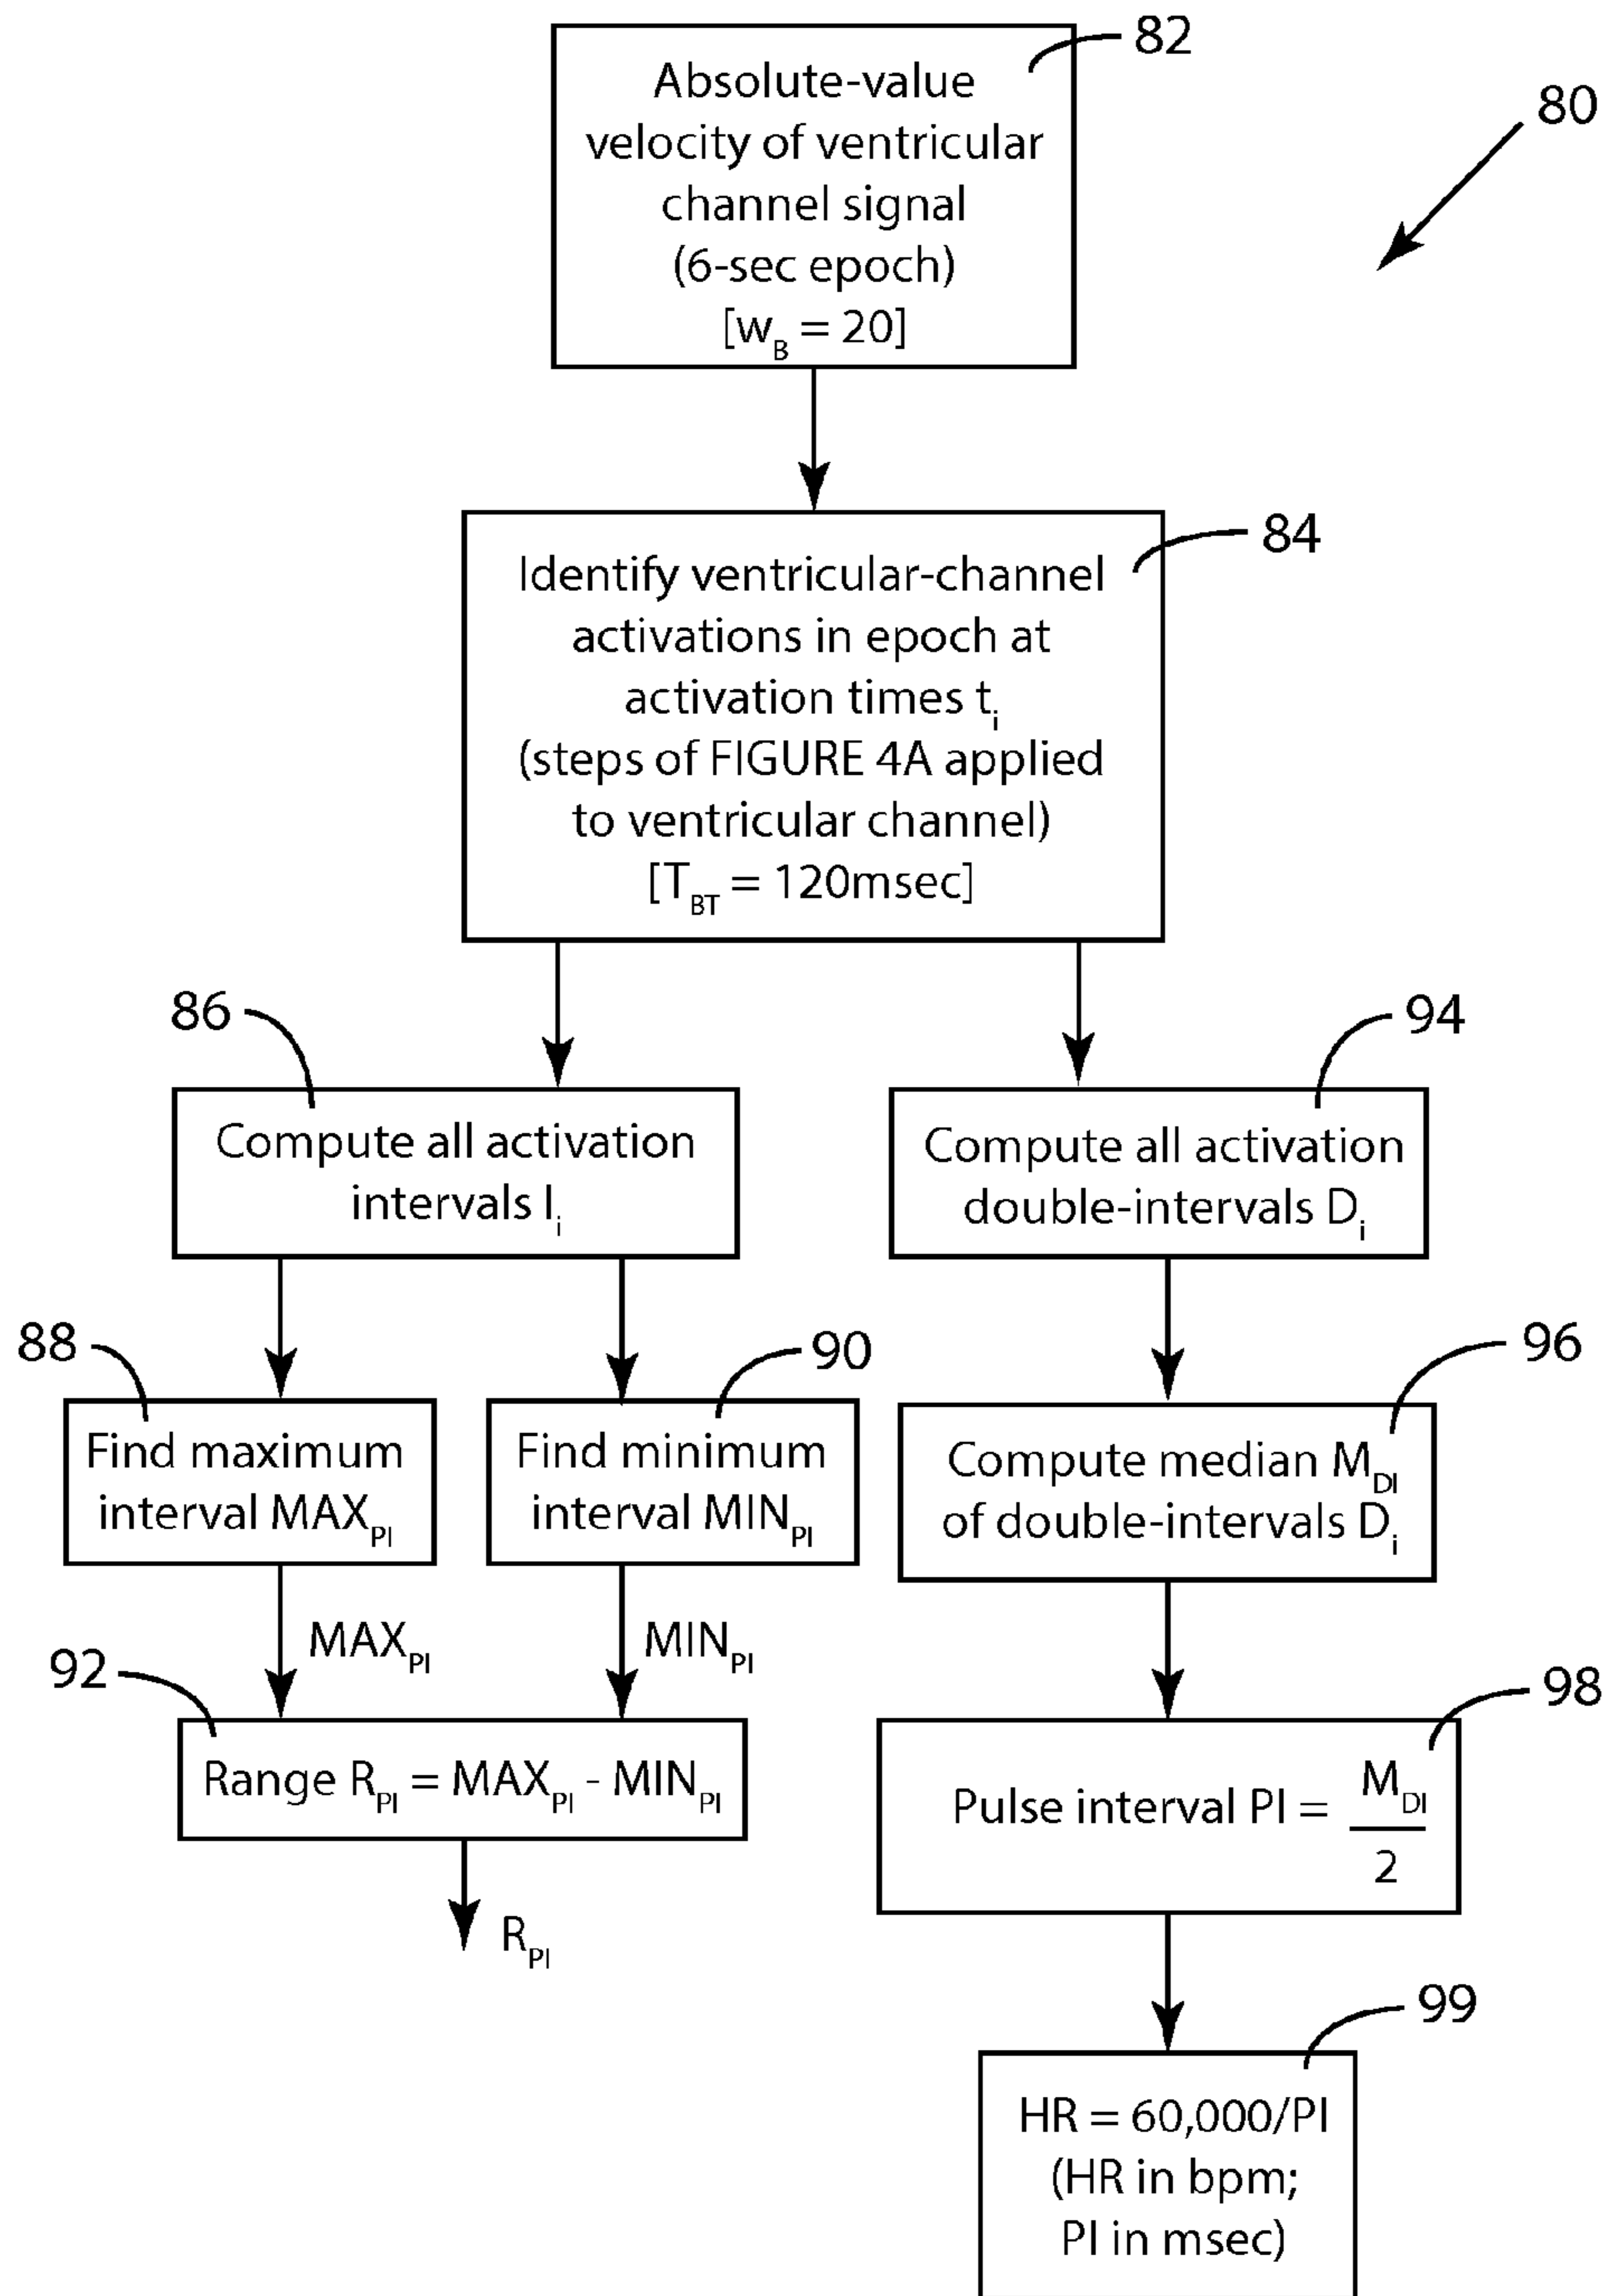 82
80
Absolute-value
velocity of ventricular
channel signal
(6-sec epoch)
[w_B = 20]
84
Identify ventricular-channel
activations in epoch at
activation times t_i
(steps of FIGURE 4A applied
to ventricular channel)
[T_BT = 120msec]
86
Compute all activation
intervals I_i
94
Compute all activation
double-intervals D_i
88
Find maximum
interval MAX_PI
90
Find minimum
interval MIN_PI
96
Compute median M_DI
of double-intervals D_i
MAX_PI
MIN_PI
92
Range R_PI = MAX_PI - MIN_PI
R_PI
98
Pulse interval PI = M_DI
2
99
HR = 60,000/PI
(HR in bpm;
PI in msec)